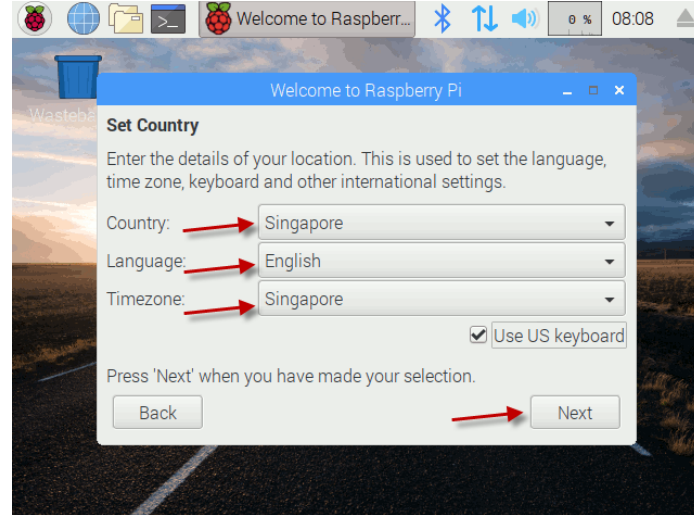 Welcome to Raspberr... 0 % 08:08
Wasteba
Welcome to Raspberry Pi
Set Country
Enter the details of your location. This is used to set the language,
time zone, keyboard and other international settings.
Country: Singapore
Language: English
Timezone: Singapore
Use US keyboard
Press 'Next' when you have made your selection.
Back Next